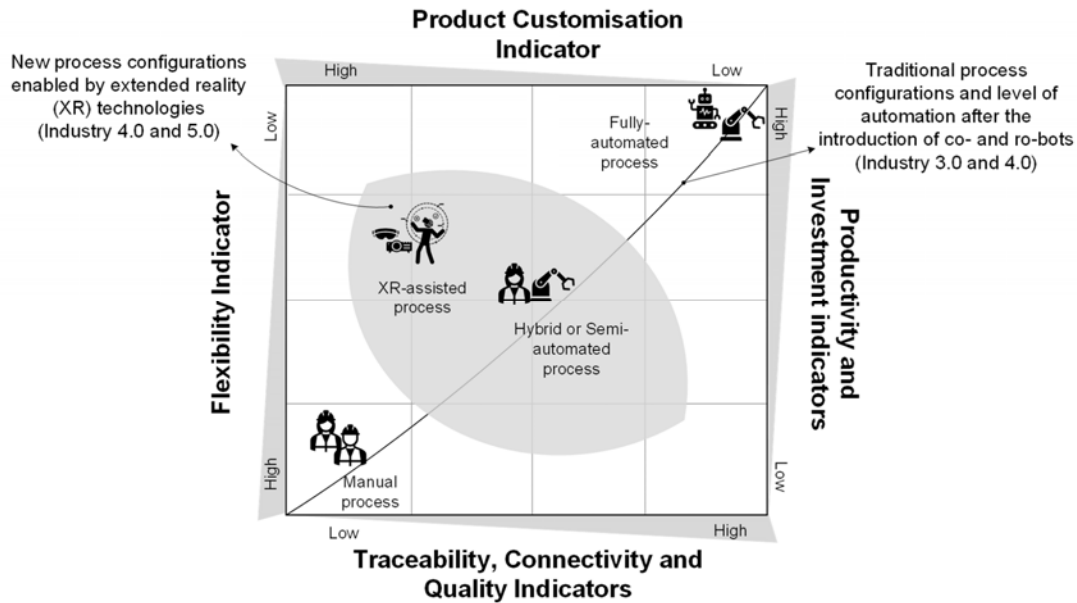 Product Customisation
Indicator
New process configurations
enabled by extended reality
(XR) technologies
(Industry 4.0 and 5.0)
High
Low
Traditional process
configurations and level of
automation after the
introduction of co- and ro-bots
(Industry 3.0 and 4.0)
Low
High
Fully-
automated
process
Flexibility Indicator
Productivity and
Investment indicators
XR-assisted
process
Hybrid or Semi-
automated
process
Manual
process
High
Low
Low
High
Traceability, Connectivity and
Quality Indicators